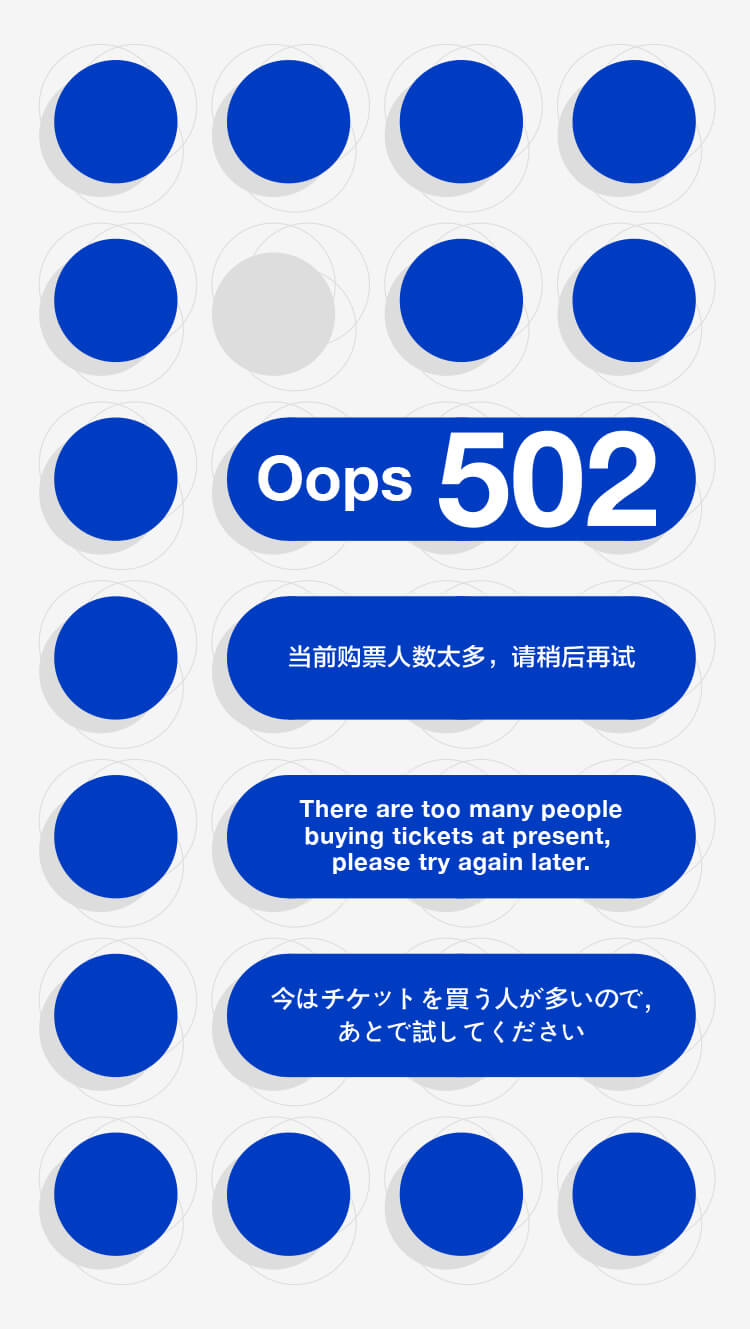 Oops 502
当前购票人数太多，请稍后再试
There are too many people
buying tickets at present,
please try again later.
今はチケットを買う人が多いので,
あとで試してください